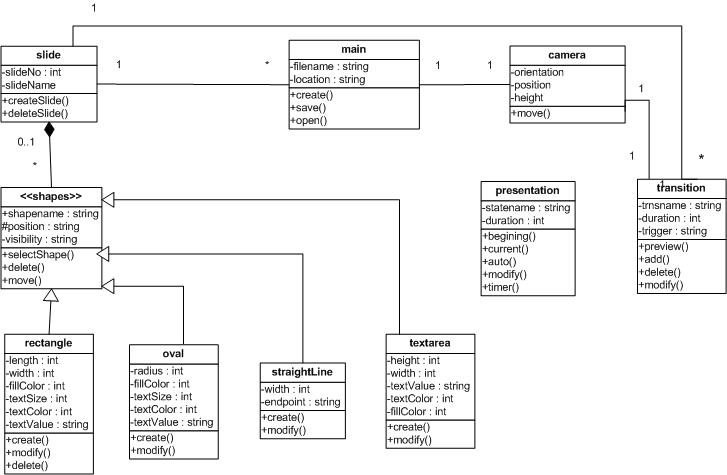 1
1
slide
-slideNo : int
-slideName
+createSlide()
+deleteSlide()
1
*
main
-filename : string
-location : string
+create()
+save()
+open()
1
1
camera
-orientation
-position
-height
+move()
1
1
*
0..1
*
<<shapes>>
+shapename : string
#position : string
-visibility : string
+selectShape()
+delete()
+move()
presentation
-statename : string
-duration : int
+begining()
+current()
+auto()
+modify()
+timer()
1
transition
-trnsname : string
-duration : int
-trigger : string
+preview()
+add()
+delete()
+modify()
rectangle
-length : int
-width : int
-fillColor : int
-textSize : int
-textColor : int
-textValue : string
+create()
+modify()
+delete()
oval
-radius : int
-fillColor : int
-textSize : int
-textColor : int
-textValue : string
+create()
+modify()
straightLine
-width : int
-endpoint : string
+create()
+modify()
textarea
-height : int
-width : int
-textValue : string
-textColor : int
-fillColor : int
+create()
+modify()